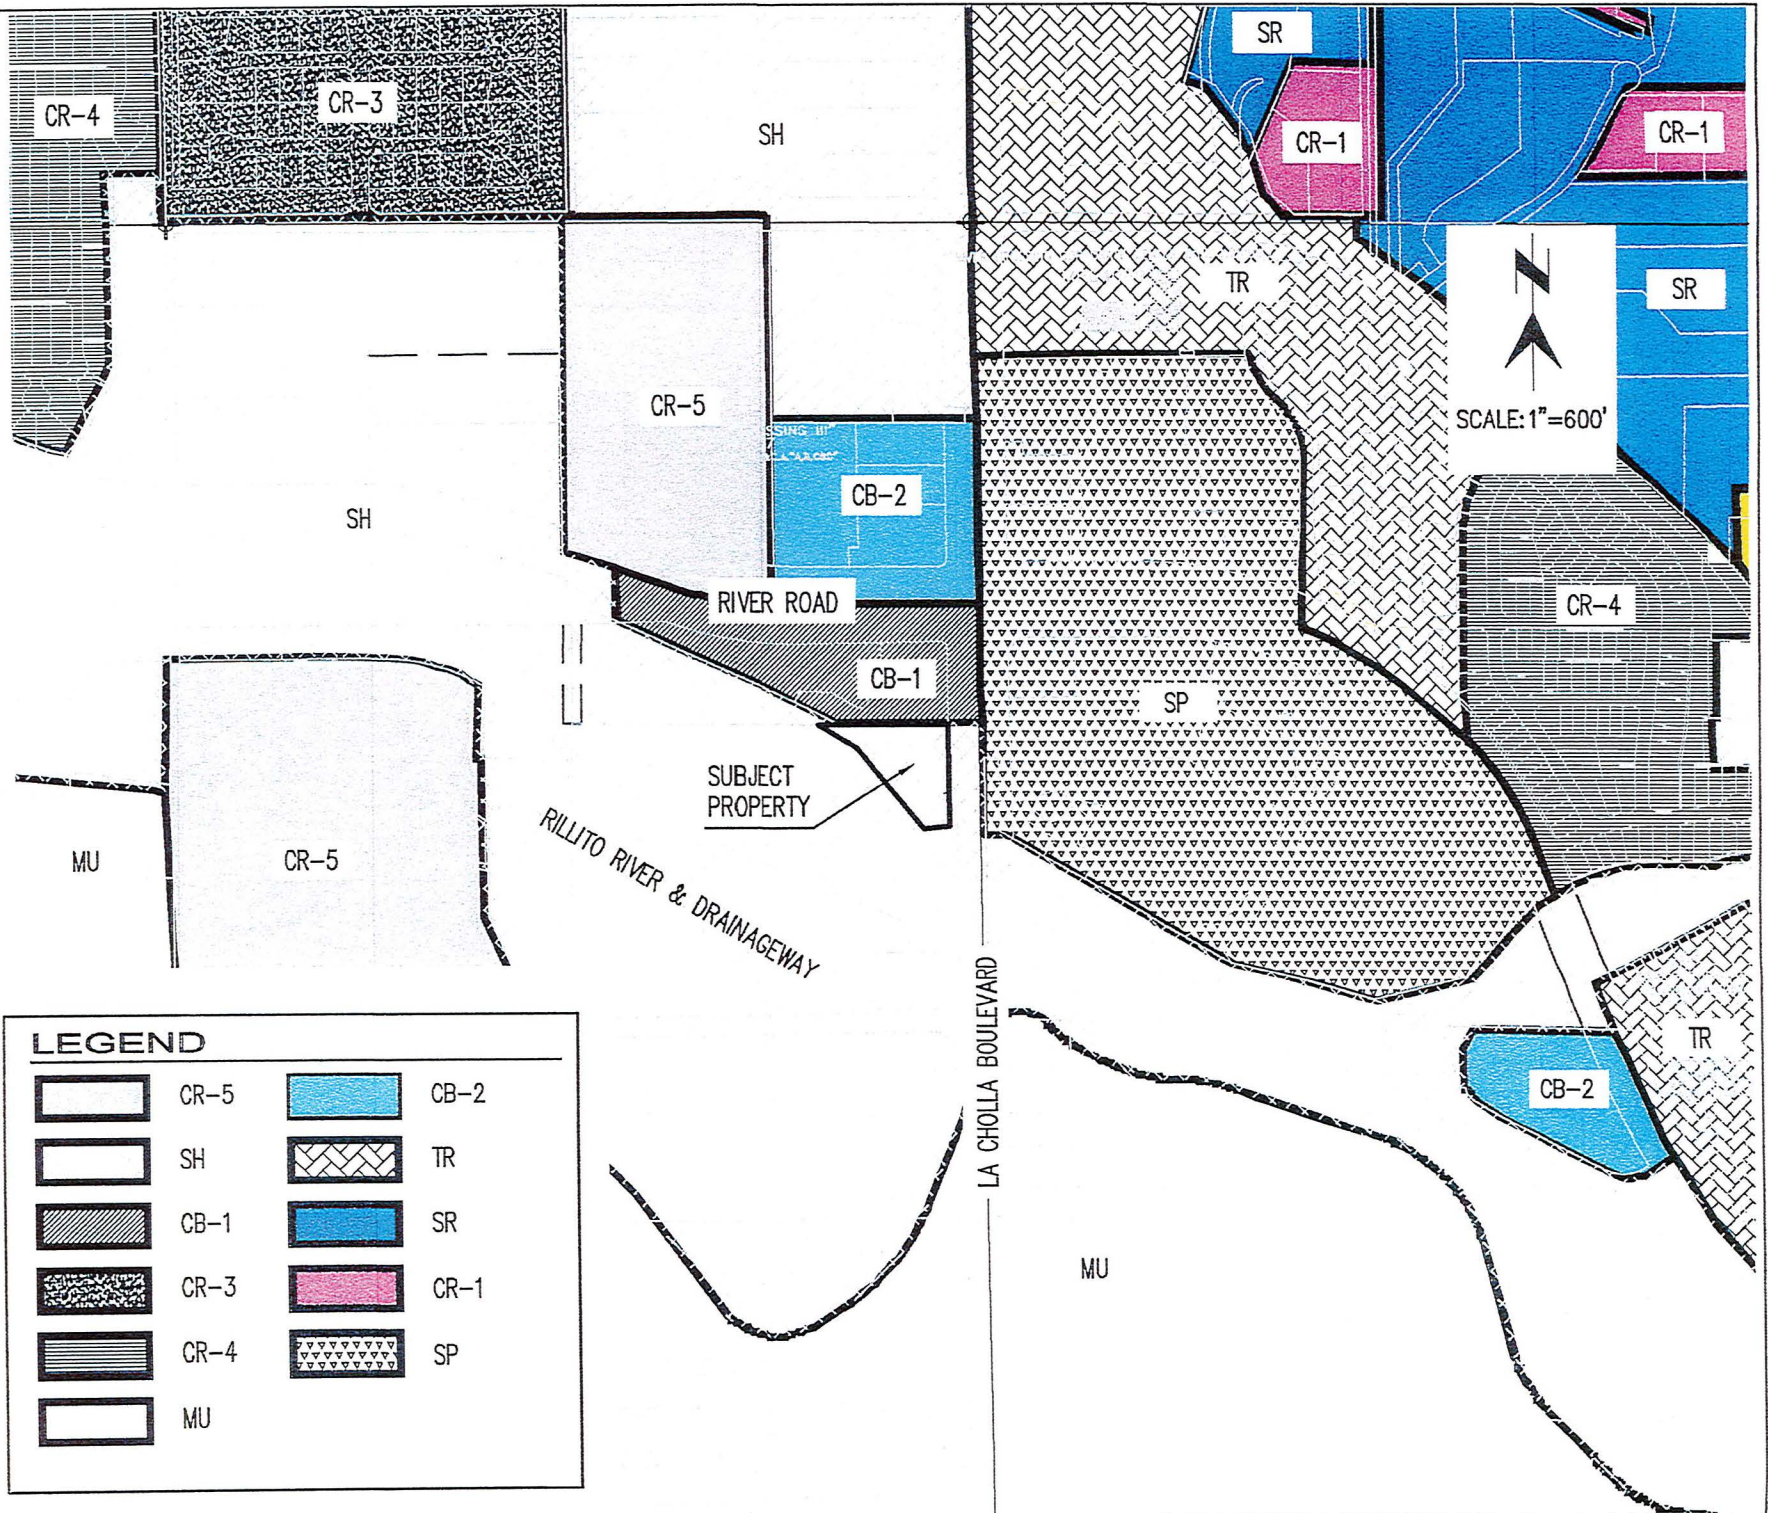 SR
CR-4
CR-3
SH
CR-1
CR-1
TR
SR
SCALE: 1"=600'
CR-5
SSING III"
CB-2
SH
RIVER ROAD
CR-4
CB-1
SP
SUBJECT
PROPERTY
MU
CR-5
RILLITO RIVER & DRAINAGEWAY
LA CHOLLA BOULEVARD
TR
CB-2
MU
LEGEND
CR-5
CB-2
SH
TR
CB-1
SR
CR-3
CR-1
CR-4
SP
MU